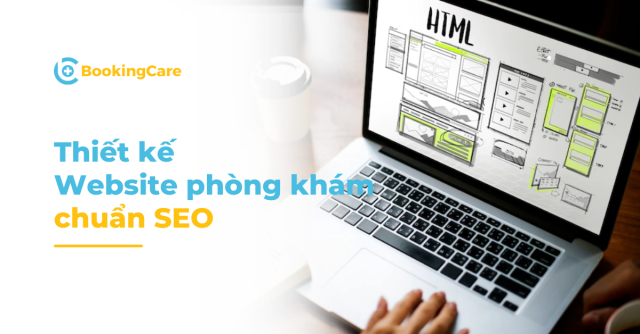 BookingCare
Thiết kế
Website phòng khám
chuẩn SEO
HTML